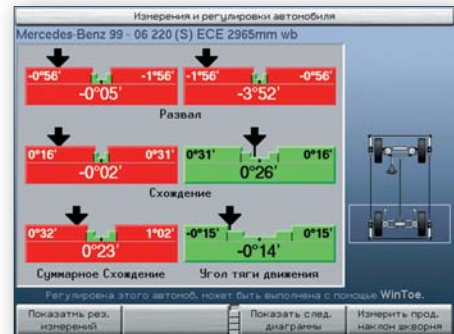 Измерения и регулировки автомобиля
Mercedes-Benz 99 - 06 220 (S) ECE 2965mm wb
-0°56' -1°56' -1°56' -0°56'
-0°05' -3°52'
Развал
0°16' 0°31' 0°31' 0°16'
-0°02' 0°26'
Схождение
0°32' 1°02' -0°15' 0°15'
0°23' -0°14'
Суммарное Схождение Угол тяги движения
Регулировка этого автомоб. может быть выполнена с помощью WinToe.
Показатмь рез. измерений Показать след. диаграммы Измерить прод. наклон шкворня